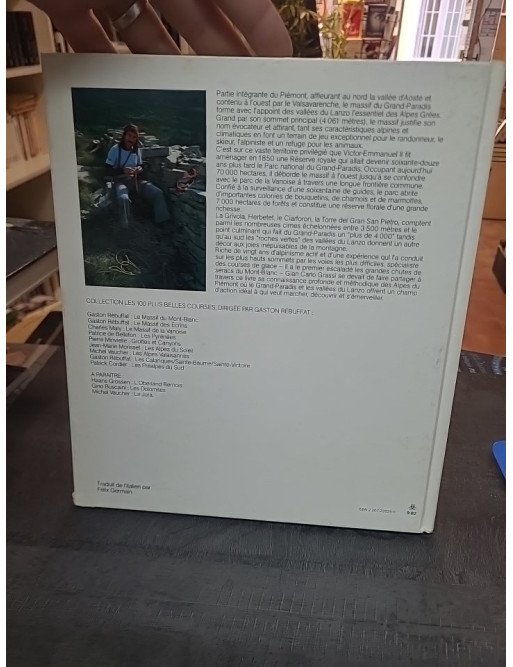 Partie intégrante du Piémont, affleurant au nord la vallée d'Aoste et
contenu à l'ouest par le Valsavarenche, le massif du Grand-Paradis
forme avec l'appoint des vallées du Lanzo l'essentiel des Alpes Grées.
Grand par son sommet principal (4 061 mètres), le massif justifie son
nom évocateur et attirant, tant ses caractéristiques alpines et
climatiques en font un terrain de jeu exceptionnel pour le randonneur, le
skieur, l'alpiniste et un refuge pour les animaux.
C'est sur ce vaste territoire privilégié que Victor-Emmanuel II fit
aménager en 1850 une Réserve royale qui allait devenir soixante-douze
ans plus tard le Parc national du Grand-Paradis. Occupant aujourd'hui
70 000 hectares, il déborde le massif à l'ouest jusqu'à se confondre
avec le parc de la Vanoise à travers une longue frontière commune.
Confié à la surveillance d'une soixantaine de guides, le parc abrite
d'importantes colonies de bouquetins, de chamois et de marmottes,
7 000 hectares de forêts et constitue une réserve florale d'une grande
richesse.
La Grivola, Herbetet, le Ciarforon, la Torre del Gran San Pietro, comptent
parmi les nombreuses cimes échelonnées entre 3 500 mètres et le
point culminant qui fait du Grand-Paradis un "plus de 4 000" tandis
qu'au sud les "roches vertes" des vallées du Lanzo donnent un autre
décor aux joies inépuisables de la montagne.
Riche de vingt ans d'alpinisme actif et d'une expérience qui l'a conduit
sur les plus hauts sommets par les voies les plus difficiles, spécialiste
des courses de glace – il a le premier escaladé les grandes chutes de
séracs du Mont-Blanc – Gian Carlo Grassi se devait de faire partager à
travers ce livre sa connaissance profonde et méthodique des Alpes du
Piémont où le Grand-Paradis et les vallées du Lanzo offrent un champ
d'action idéal à qui veut marcher, découvrir et s'émerveiller.
COLLECTION LES 100 PLUS BELLES COURSES, DIRIGÉE PAR GASTON RÉBUFFAT :
Gaston Rébuffat : Le Massif du Mont-Blanc
Gaston Rébuffat : Le Massif des Écrins
Charles Maly : Le Massif de la Vanoise
Patrice de Bellefon : Les Pyrénées
Pierre Minvielle : Grottes et Canyons
Jean-Marie Morisset : Les Alpes du Soleil
Michel Vaucher : Les Alpes Valaisannes
Gaston Rébuffat : Les Calanques/Sainte-Baume/Sainte-Victoire
Patrick Cordier : Les Préalpes du Sud
A PARAÎTRE :
Hans Grossen : L'Oberland Bernois
Gino Buscaini : Les Dolomites
Michel Vaucher : Le Jura
Traduit de l'italien par
Félix Germain
9-82